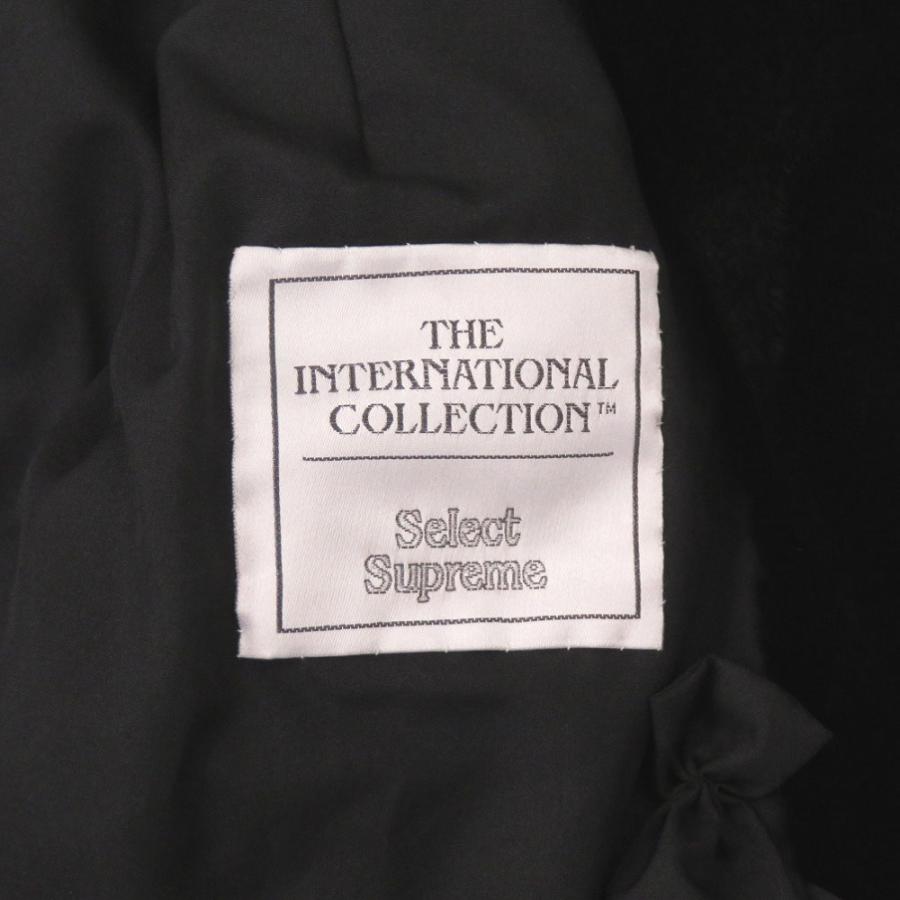 THE
INTERNATIONAL
COLLECTION™
Select
Supreme